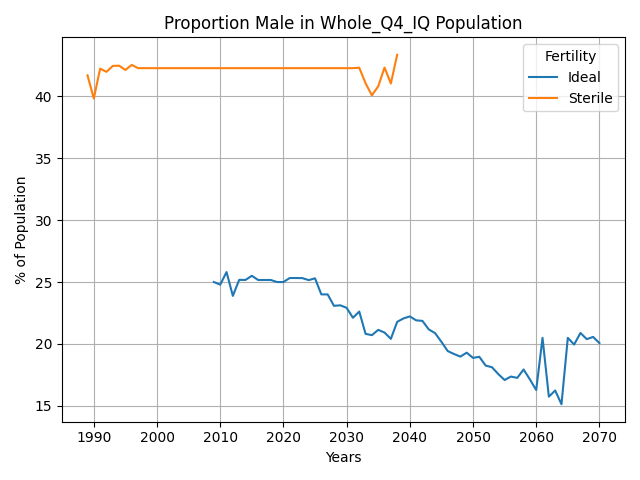 Proportion Male in Whole_Q4_IQ Population
Fertility
Ideal
Sterile
% of Population
40
35
30
25
20
15
1990 2000 2010 2020 2030 2040 2050 2060 2070
Years